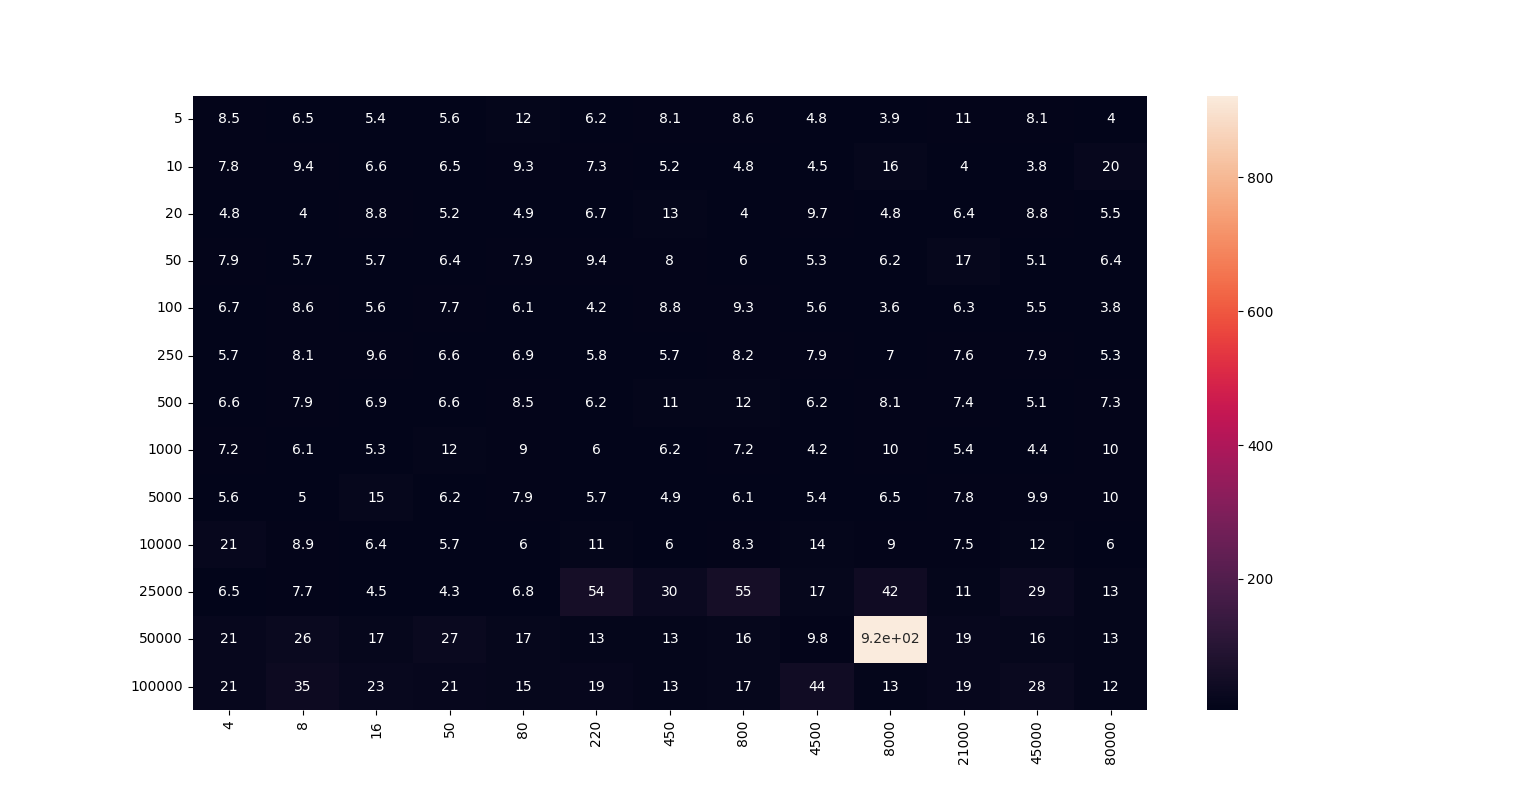 5 8.5 6.5 5.4 5.6 12 6.2 8.1 8.6 4.8 3.9 11 8.1 4
10 7.8 9.4 6.6 6.5 9.3 7.3 5.2 4.8 4.5 16 4 3.8 20 800
20 4.8 4 8.8 5.2 4.9 6.7 13 4 9.7 4.8 6.4 8.8 5.5
50 7.9 5.7 5.7 6.4 7.9 9.4 8 6 5.3 6.2 17 5.1 6.4
100 6.7 8.6 5.6 7.7 6.1 4.2 8.8 9.3 5.6 3.6 6.3 5.5 3.8 600
250 5.7 8.1 9.6 6.6 6.9 5.8 5.7 8.2 7.9 7 7.6 7.9 5.3
500 6.6 7.9 6.9 6.6 8.5 6.2 11 12 6.2 8.1 7.4 5.1 7.3
1000 7.2 6.1 5.3 12 9 6 6.2 7.2 4.2 10 5.4 4.4 10 400
5000 5.6 5 15 6.2 7.9 5.7 4.9 6.1 5.4 6.5 7.8 9.9 10
10000 21 8.9 6.4 5.7 6 11 6 8.3 14 9 7.5 12 6
25000 6.5 7.7 4.5 4.3 6.8 54 30 55 17 42 11 29 13 200
50000 21 26 17 27 17 13 13 16 9.8 9.2e+02 19 16 13
100000 21 35 23 21 15 19 13 17 44 13 19 28 12
4 8 16 50 80 220 450 800 4500 8000 21000 45000 80000